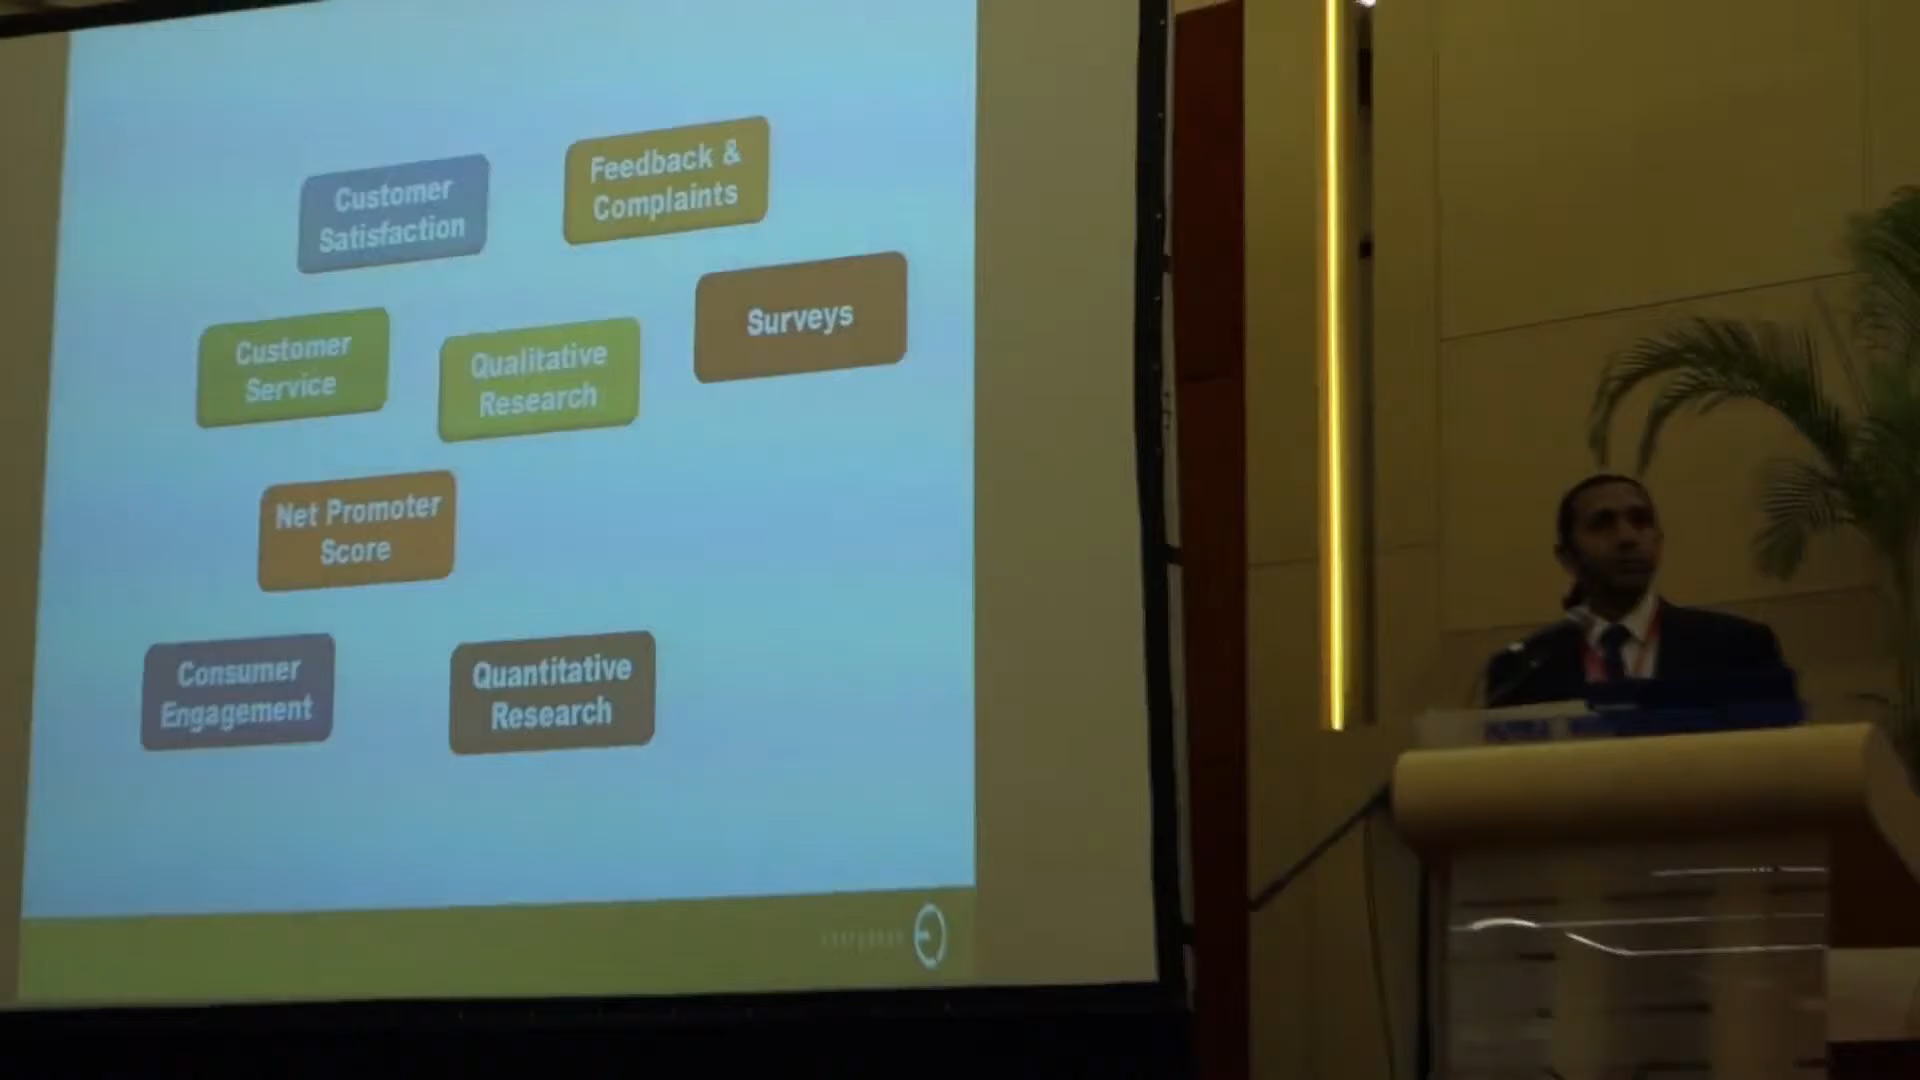 Customer
Satisfaction
Feedback &
Complaints
Surveys
Customer
Service
Qualitative
Research
Net Promoter
Score
Consumer
Engagement
Quantitative
Research